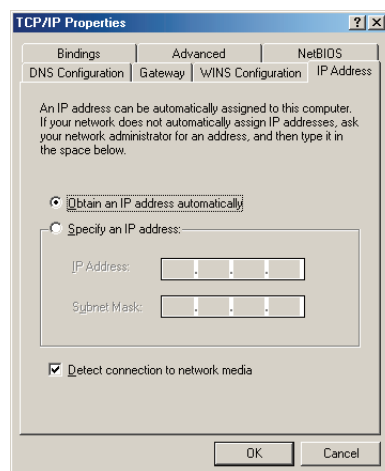 TCP/IP Properties
Bindings
Advanced
NetBIOS
DNS Configuration
Gateway
WINS Configuration
IP Address
An IP address can be automatically assigned to this computer.
If your network does not automatically assign IP addresses, ask
your network administrator for an address, and then type it in
the space below.
Obtain an IP address automatically
Specify an IP address:
IP Address:
. . .
Subnet Mask:
. . .
Detect connection to network media
OK
Cancel